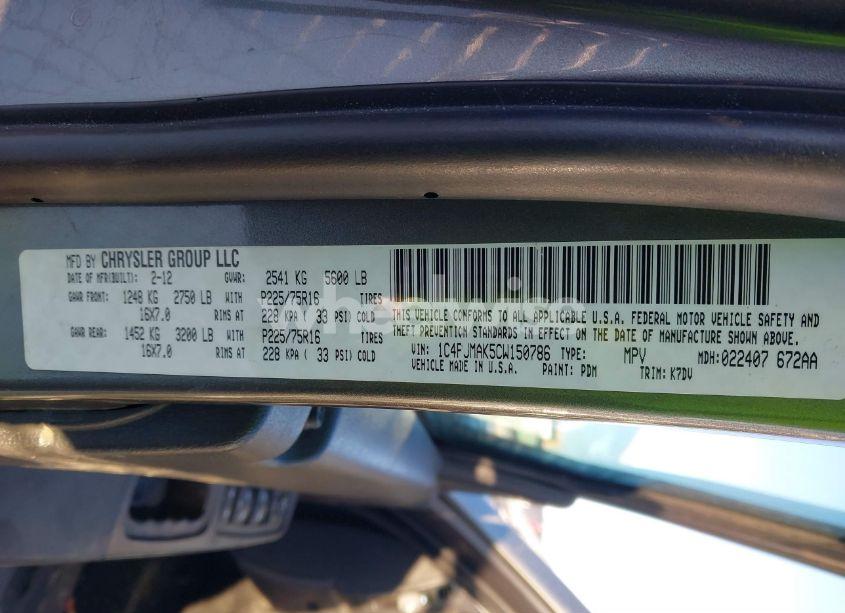 MFD BY CHRYSLER GROUP LLC
DATE OF MFR(BUILT): 2-12 GVWR: 2541 KG 5600 LB
GAWR FRONT: 1248 KG 2750 LB WITH P225/75R16 TIRES
16X7.0 RIMS AT 228 KPA ( 33 PSI) COLD
GAWR REAR: 1452 KG 3200 LB WITH P225/75R16 TIRES
16X7.0 RIMS AT 228 KPA ( 33 PSI) COLD
THIS VEHICLE CONFORMS TO ALL APPLICABLE U.S.A. FEDERAL MOTOR VEHICLE SAFETY AND
THEFT PREVENTION STANDARDS IN EFFECT ON THE DATE OF MANUFACTURE SHOWN ABOVE.
VIN: 1C4PJMAK5CW150786 TYPE: MPV MDH:022407 672AA
VEHICLE MADE IN U.S.A. PAINT: PDM TRIM: K7DV